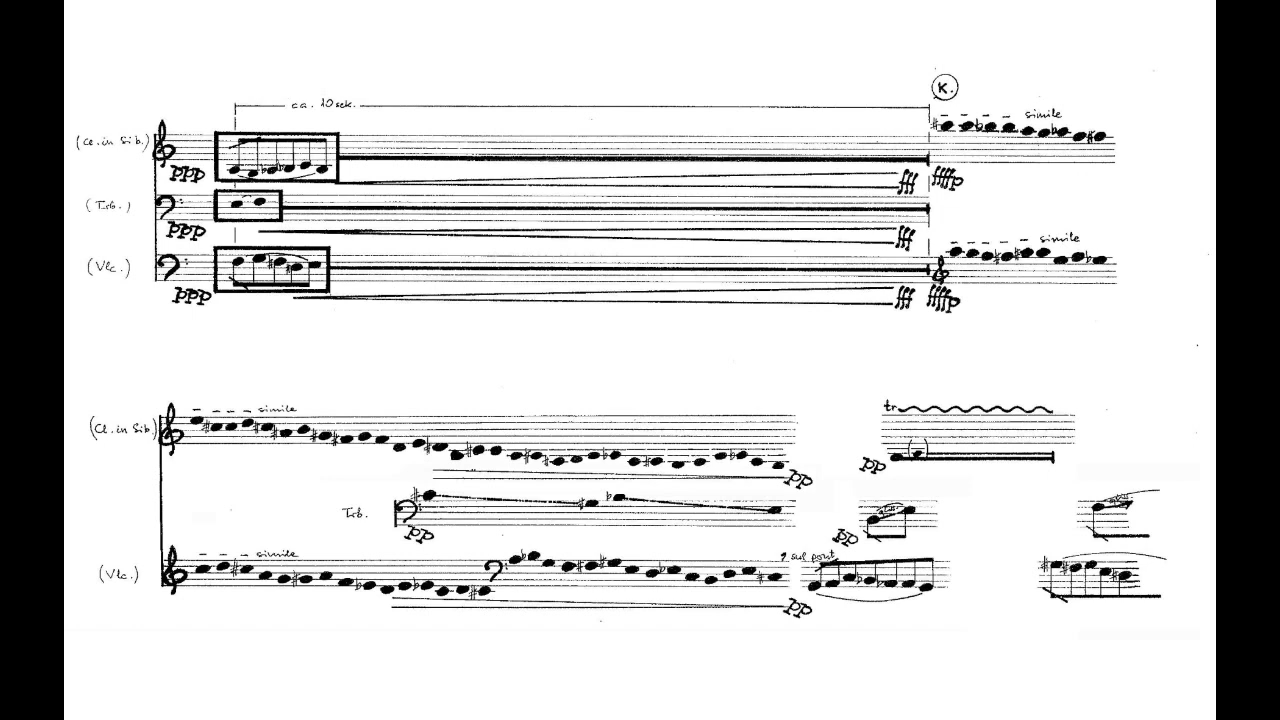 K.
ca. 10 sek.
simile
(Cl. in Sib.)
ppp fff ffffp
(Trb.)
ppp fff
simile
(Vlc.)
ppp fff ffffp
simile tr
(Cl. in Sib.)
pp pp
Trb.
pp pp
simile sul pont.
(Vlc.)
pp